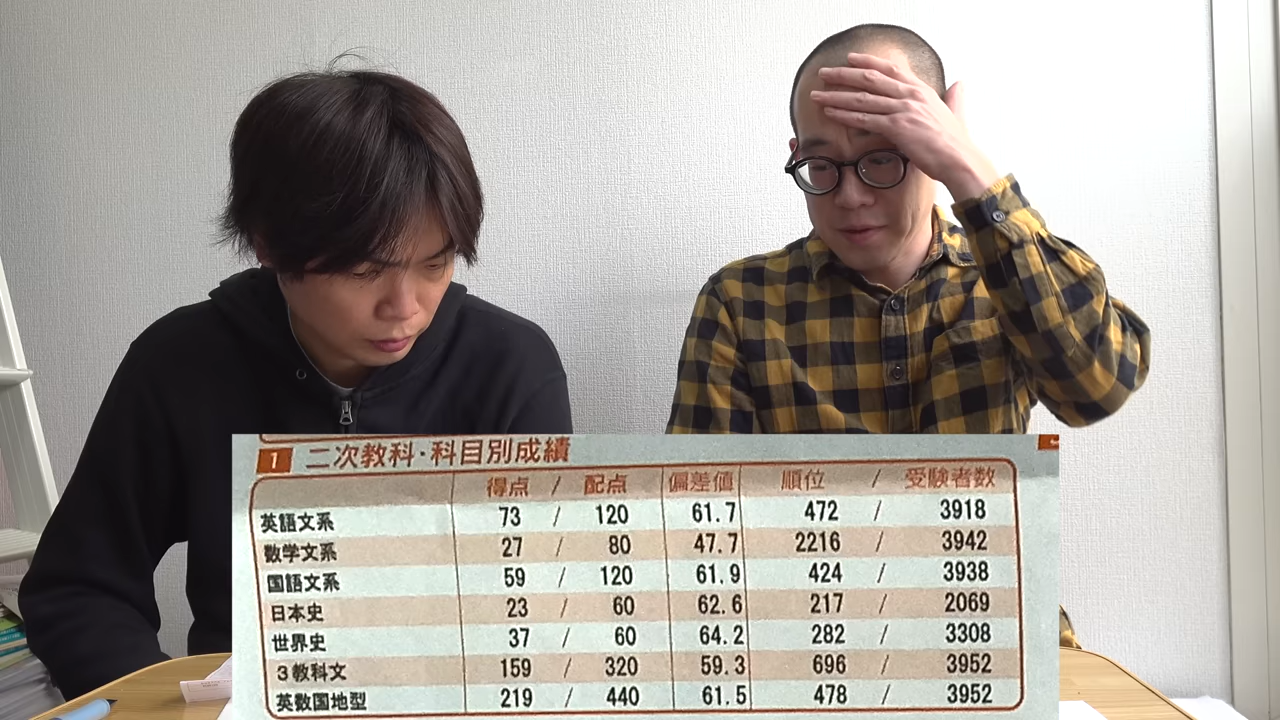 1 二次教科・科目別成績
得点 / 配点 偏差値 順位 / 受験者数
英語文系 73 / 120 61.7 472 / 3918
数学文系 27 / 80 47.7 2216 / 3942
国語文系 59 / 120 61.9 424 / 3938
日本史 23 / 60 62.6 217 / 2069
世界史 37 / 60 64.2 282 / 3308
3教科文 159 / 320 59.3 696 / 3952
英数国地型 219 / 440 61.5 478 / 3952